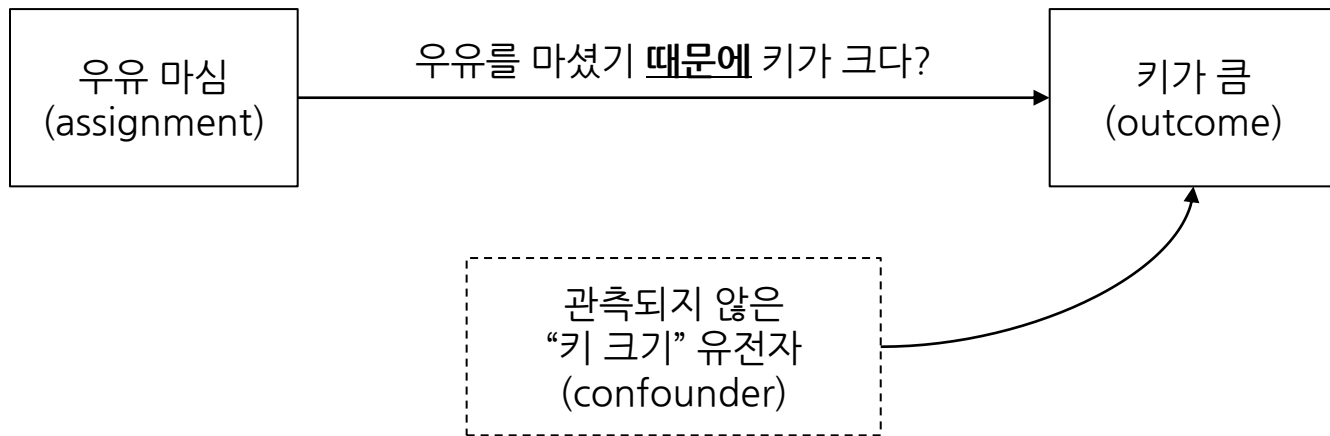 우유 마심
(assignment)
우유를 마셨기 때문에 키가 크다?
키가 큼
(outcome)
관측되지 않은
“키 크기” 유전자
(confounder)